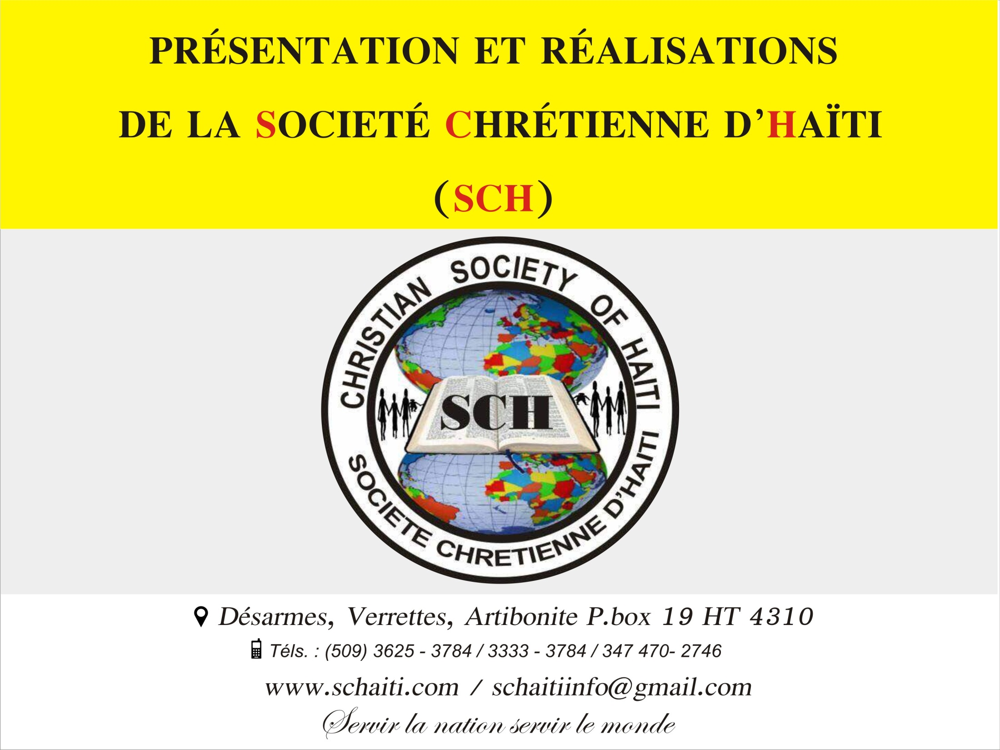 PRÉSENTATION ET RÉALISATIONS
DE LA SOCIETÉ CHRÉTIENNE D’HAÏTI
(SCH)
CHRISTIAN SOCIETY OF HAITI
SCH
SOCIETE CHRETIENNE D’HAITI
Désarmes, Verrettes, Artibonite P.box 19 HT 4310
Téls. : (509) 3625 - 3784 / 3333 - 3784 / 347 470- 2746
www.schaiti.com / schaitiinfo@gmail.com
Servir la nation servir le monde